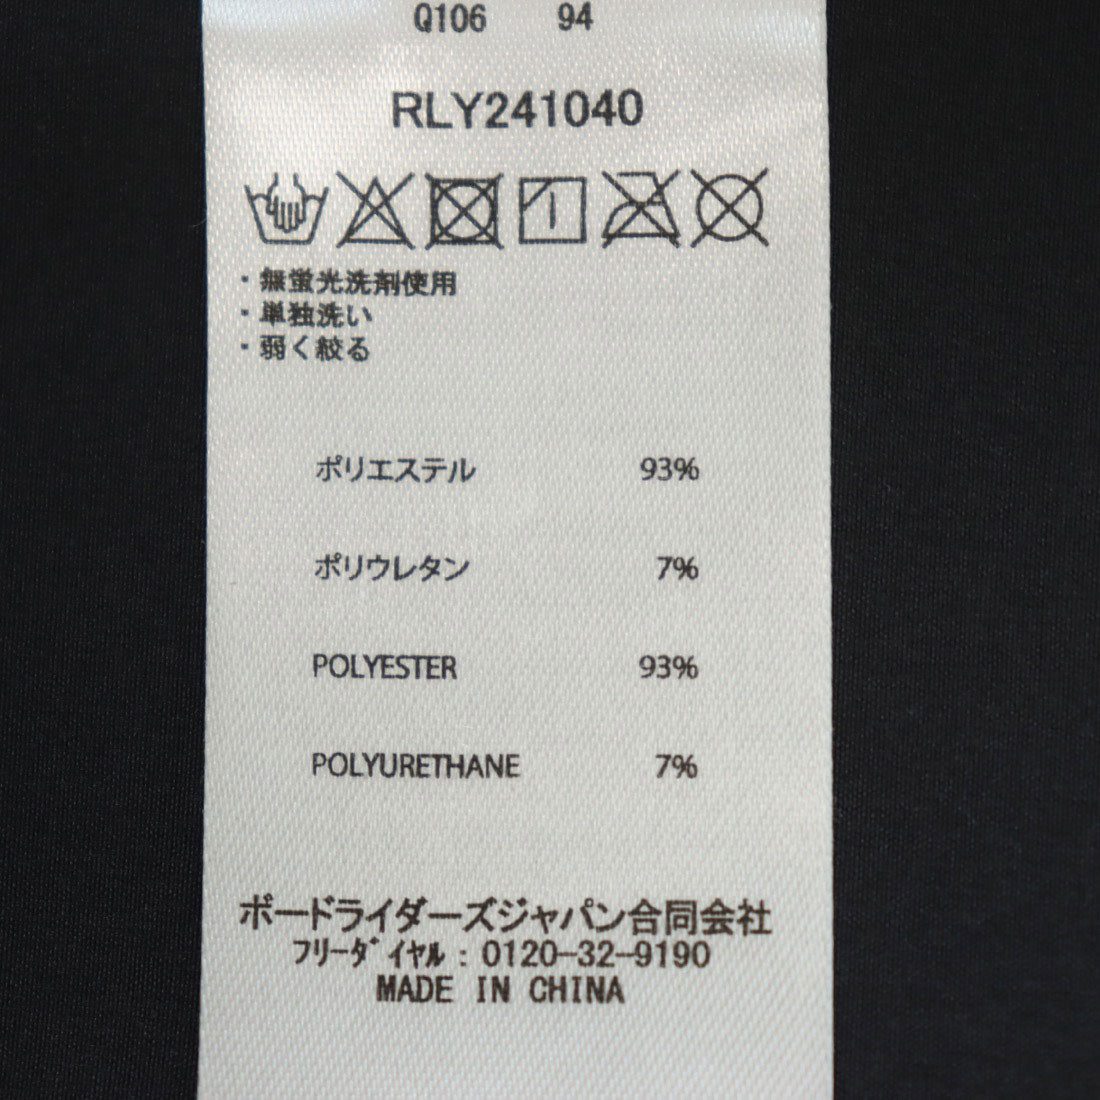 Q106 94
RLY241040
・無蛍光洗剤使用
・単独洗い
・弱く絞る
ポリエステル 93%
ポリウレタン 7%
POLYESTER 93%
POLYURETHANE 7%
ボードライダーズジャパン合同会社
フリーダイヤル:0120-32-9190
MADE IN CHINA